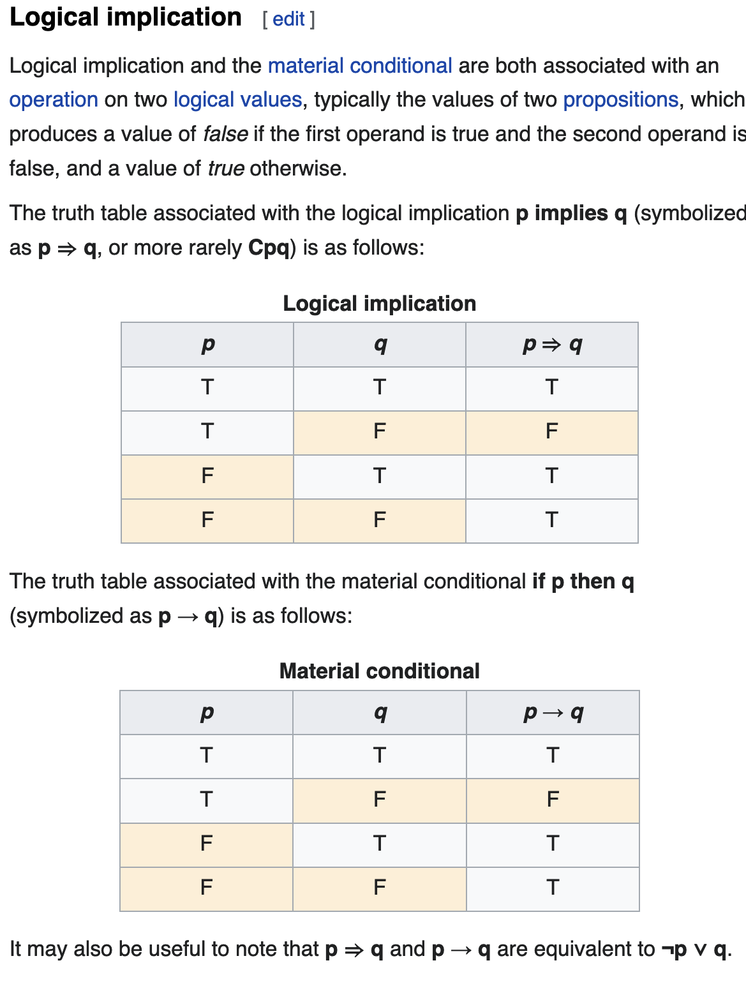 Logical implication [ edit ]
Logical implication and the material conditional are both associated with an
operation on two logical values, typically the values of two propositions, which
produces a value of false if the first operand is true and the second operand is
false, and a value of true otherwise.
The truth table associated with the logical implication p implies q (symbolized
as p ⇒ q, or more rarely Cpq) is as follows:
Logical implication
p q p ⇒ q
T T T
T F F
F T T
F F T
The truth table associated with the material conditional if p then q
(symbolized as p → q) is as follows:
Material conditional
p q p → q
T T T
T F F
F T T
F F T
It may also be useful to note that p ⇒ q and p → q are equivalent to ¬p ∨ q.